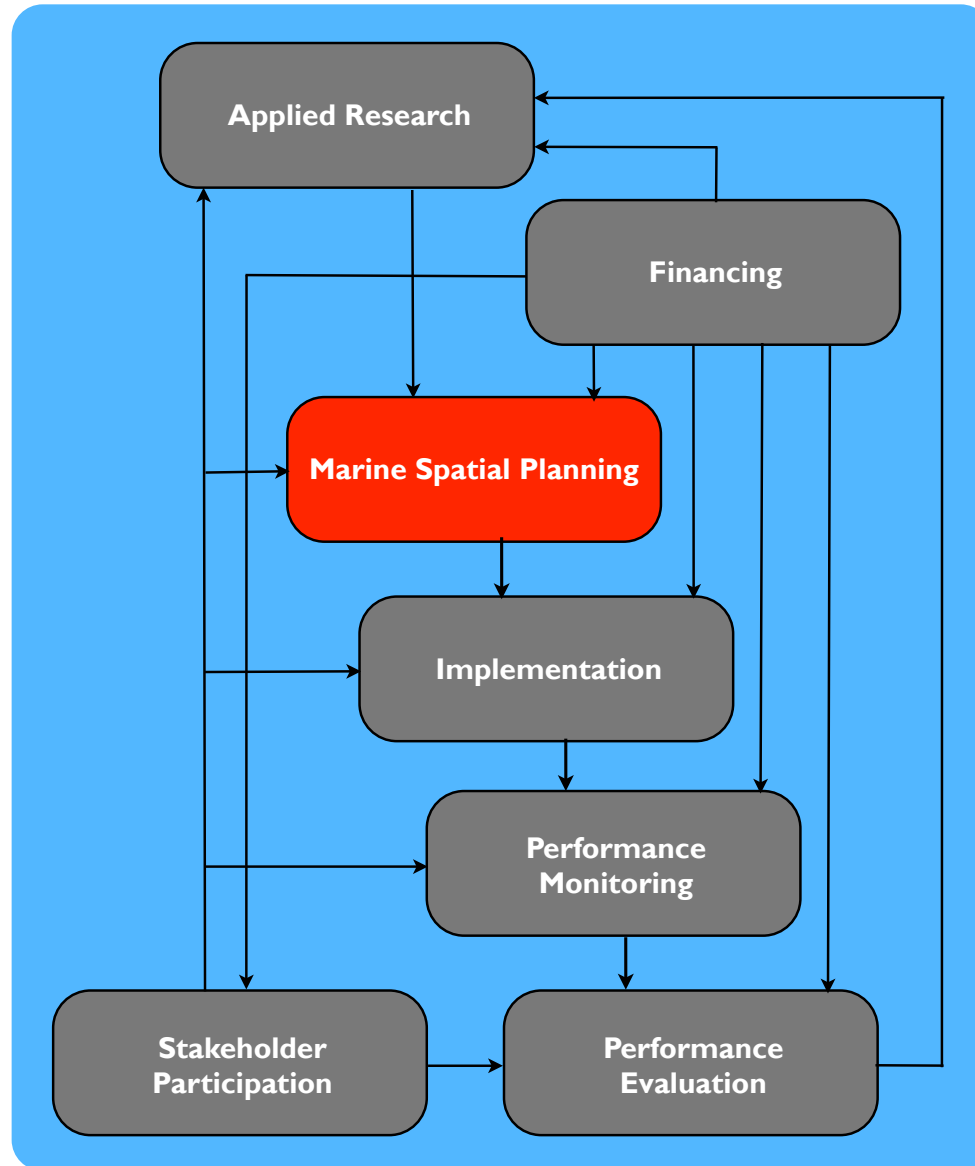 Applied Research
Financing
Marine Spatial Planning
Implementation
Performance
Monitoring
Stakeholder
Participation
Performance
Evaluation